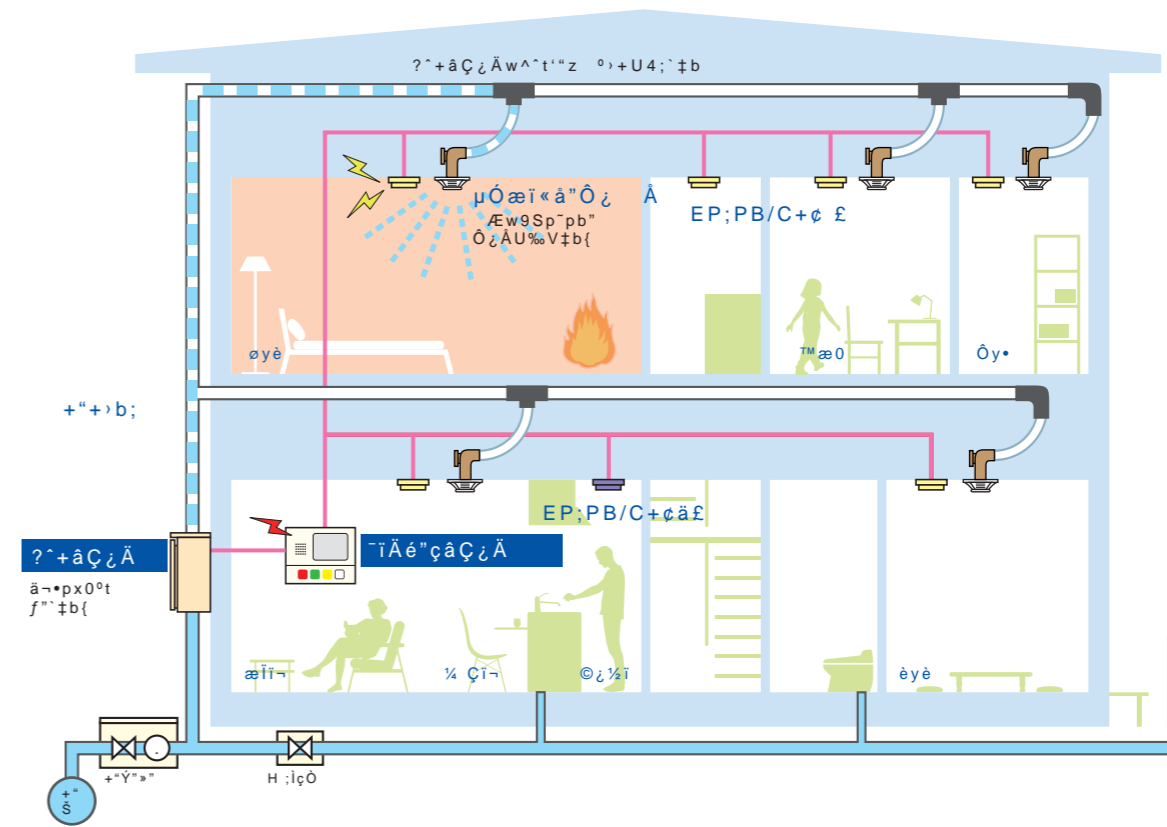 ?ˆ+âÇ¿Äw^ˆt‘“z º›+U4;`‡b
µÓæï«å”Ô¿ Å
Æw9Sp˜pb”
Ô¿ÅU‰V‡b{
EP;PB/C+¢ £
øyè
™æ0
Ôy•
+“+›b;
EP;PB/C+¢ä£
?ˆ+âÇ¿Ä
¯ïÄé”çâÇ¿Ä
ä¬•px0ºt
ƒ”`‡b{
æÏï¬
¼ Çï¬
©¿½ï
èyè
+“Ý”»”
H ;ÌçÒ
+“
Š